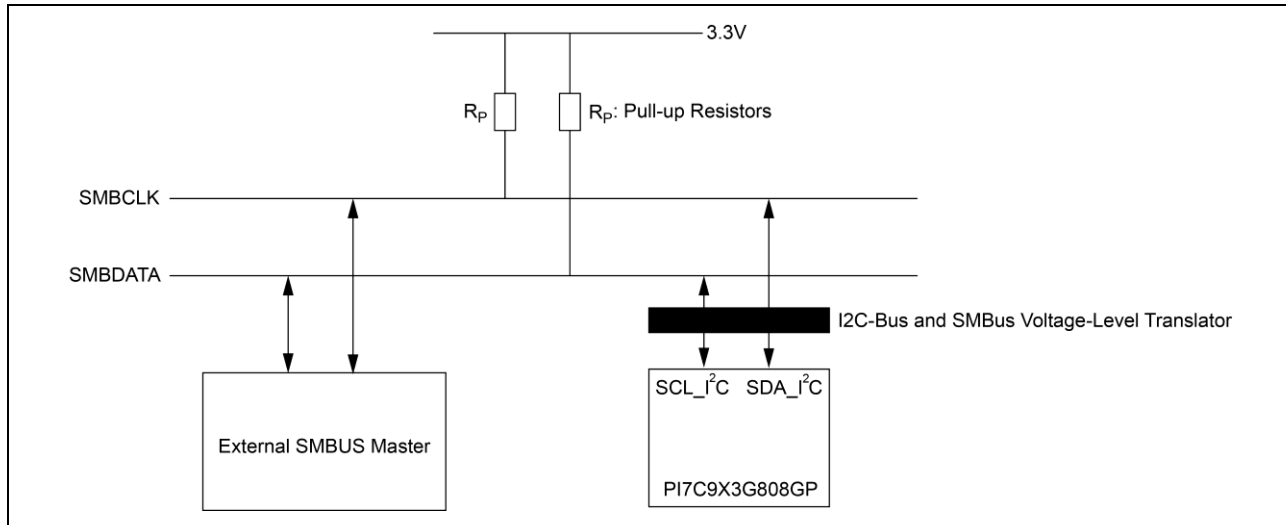 3.3V
R_P
R_P: Pull-up Resistors
SMBCLK
SMBDATA
I2C-Bus and SMBus Voltage-Level Translator
SCL_I²C SDA_I²C
External SMBUS Master
PI7C9X3G808GP